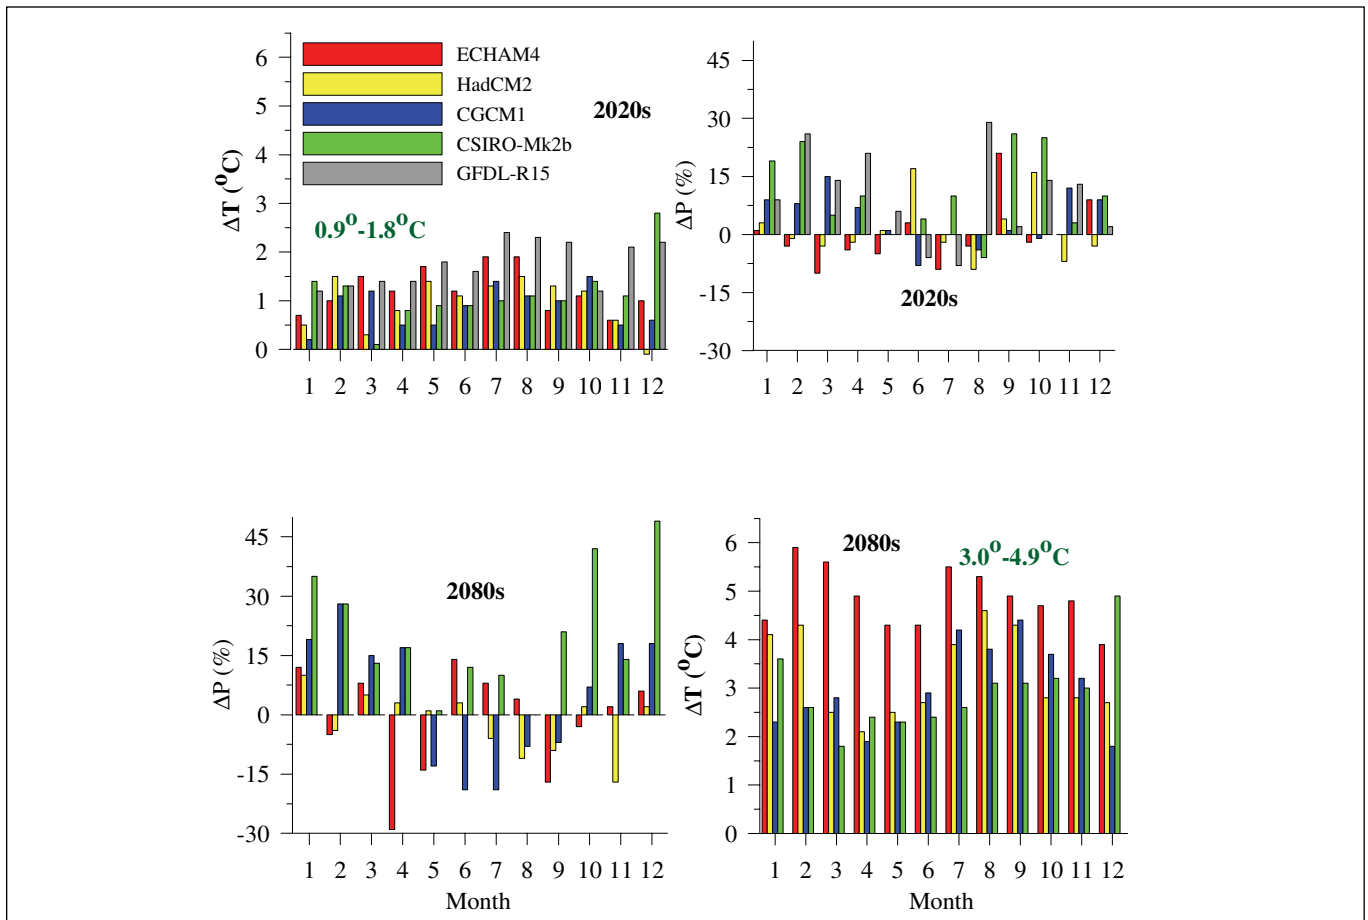 6
5
4
3
2
1
0
ΔT (°C)
ECHAM4
HadCM2
CGCM1
CSIRO-Mk2b
GFDL-R15
2020s
0.9°-1.8°C
1 2 3 4 5 6 7 8 9 10 11 12
45
30
15
0
-15
-30
ΔP (%)
2020s
1 2 3 4 5 6 7 8 9 10 11 12
45
30
15
0
-15
-30
ΔP (%)
2080s
1 2 3 4 5 6 7 8 9 10 11 12
Month
6
5
4
3
2
1
0
ΔT (°C)
2080s
3.0°-4.9°C
1 2 3 4 5 6 7 8 9 10 11 12
Month